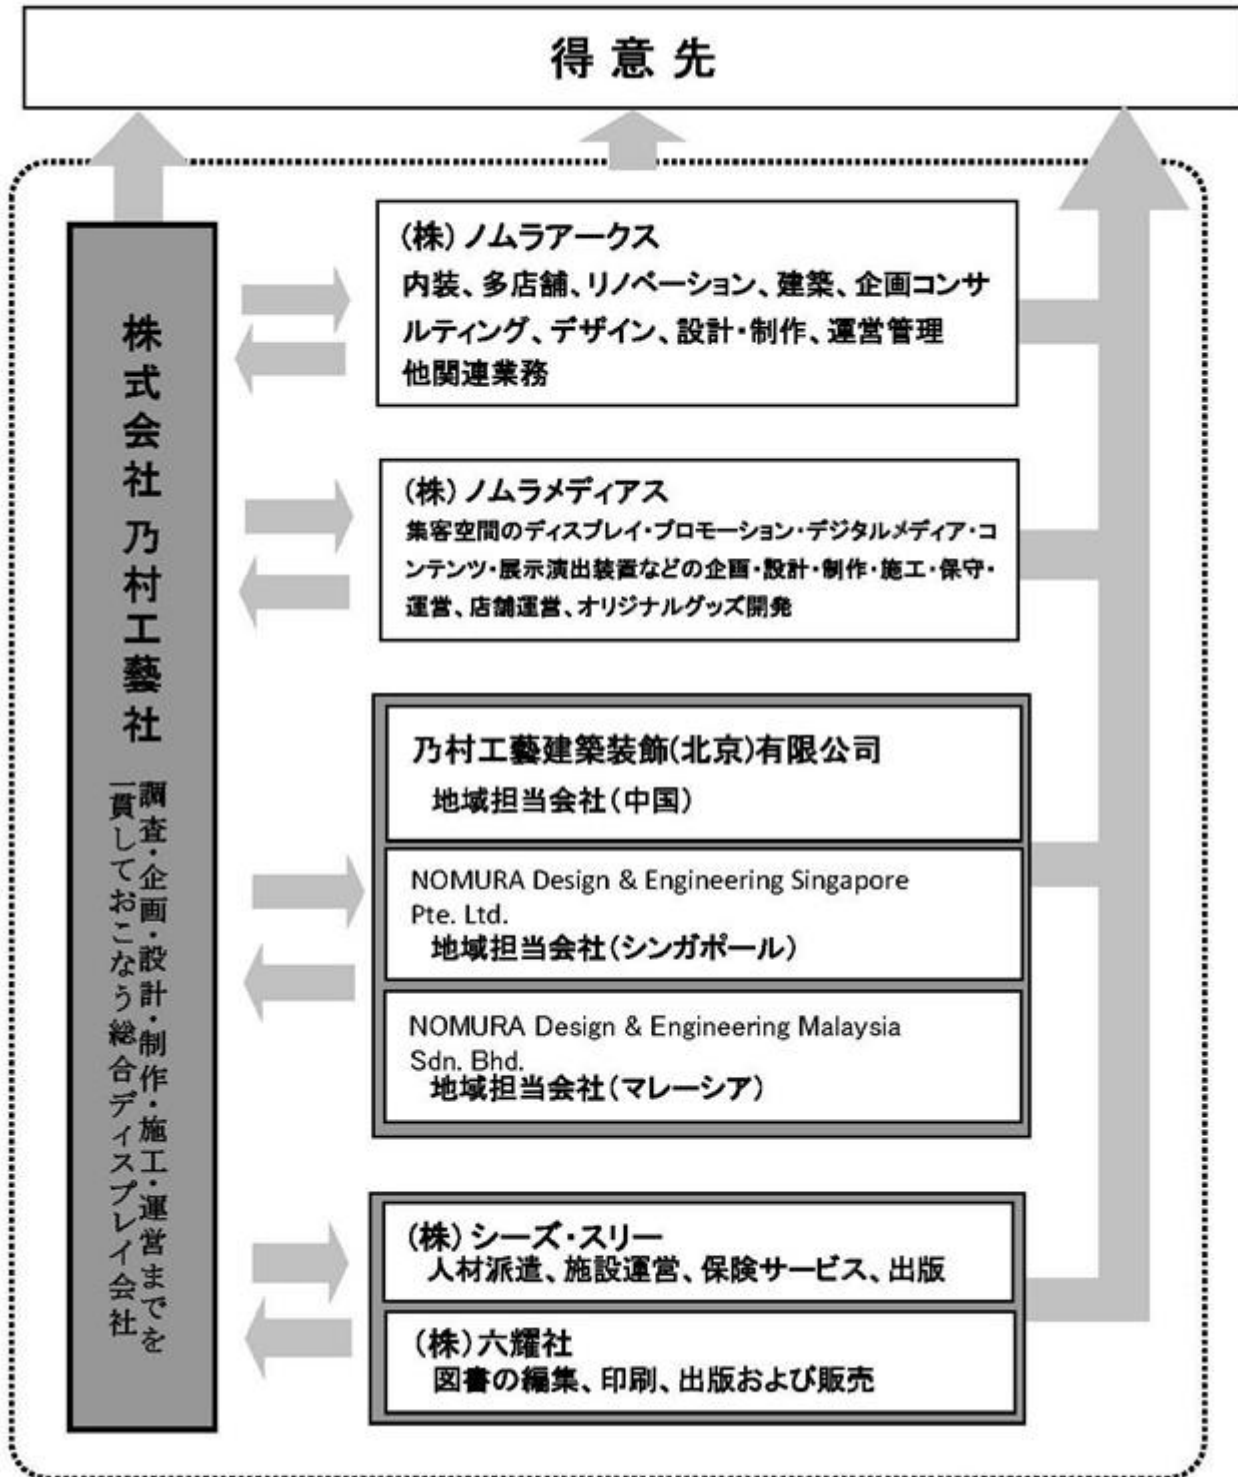 得意先
株式会社 乃村工藝社
調査・企画・設計・制作・施工・運営までを
一貫しておこなう総合ディスプレイ会社
(株)ノムラアークス
内装、多店舗、リノベーション、建築、企画コンサ
ルティング、デザイン、設計・制作、運営管理
他関連業務
(株)ノムラメディアス
集客空間のディスプレイ・プロモーション・デジタルメディア・コ
ンテンツ・展示演出装置などの企画・設計・制作・施工・保守・
運営、店舗運営、オリジナルグッズ開発
乃村工藝建築装飾(北京)有限公司
地域担当会社(中国)
NOMURA Design & Engineering Singapore
Pte. Ltd.
地域担当会社(シンガポール)
NOMURA Design & Engineering Malaysia
Sdn. Bhd.
地域担当会社(マレーシア)
(株)シーズ・スリー
人材派遣、施設運営、保険サービス、出版
(株)六耀社
図書の編集、印刷、出版および販売